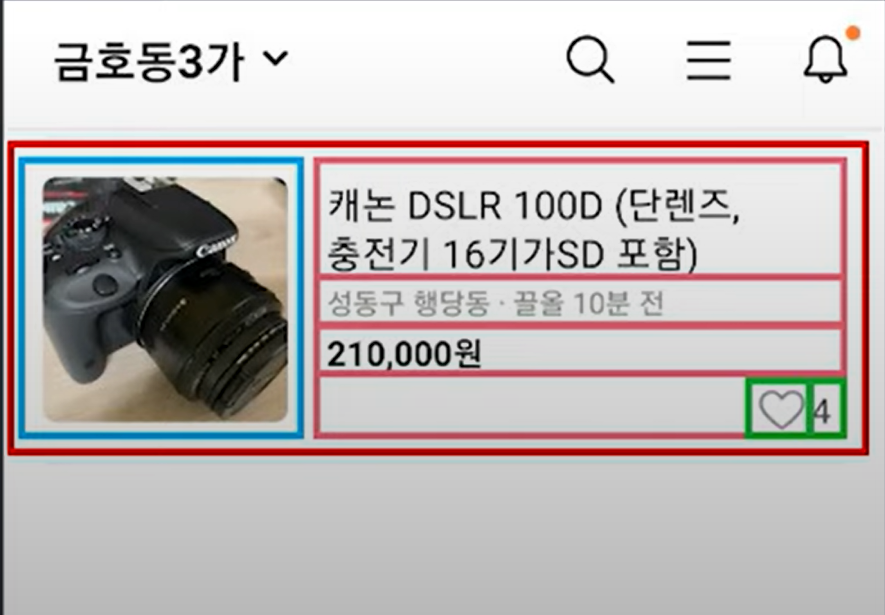 금호동3가
캐논 DSLR 100D (단렌즈,
충전기 16기가SD 포함)
성동구 행당동 · 끌올 10분 전
210,000원
4
Canon